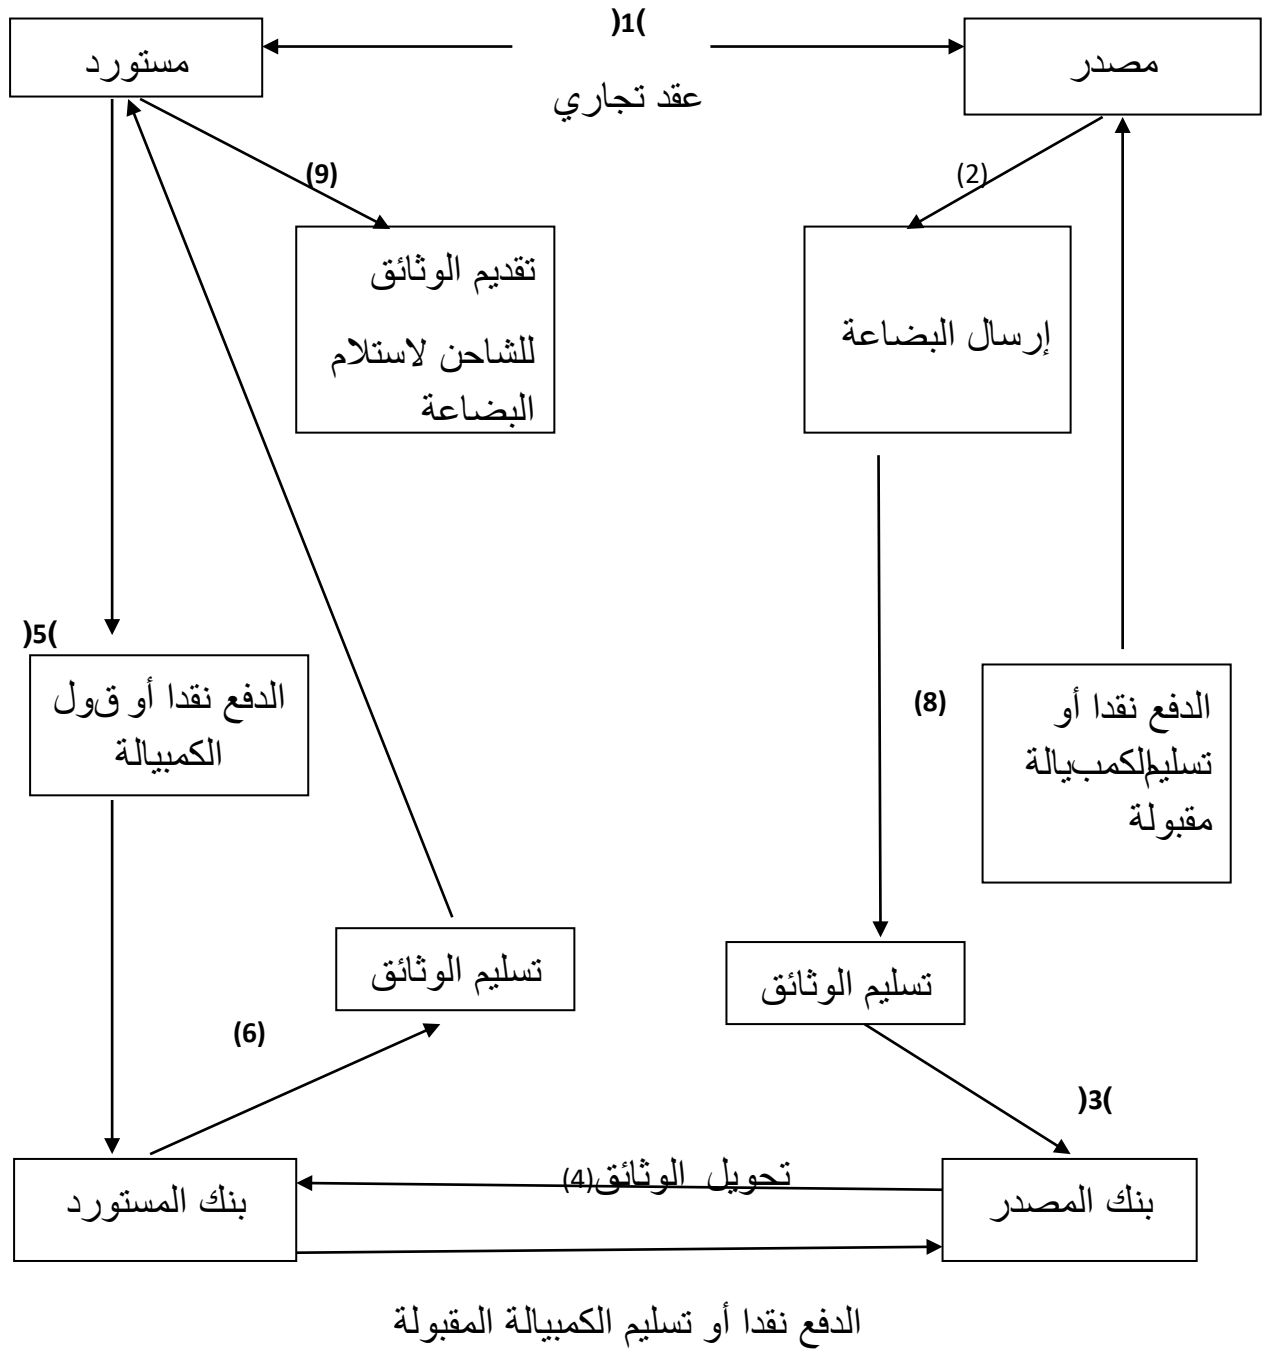 )1(
مصدر
مستورد
عقد تجاري
(2)
(9)
إرسال البضاعة
تقديم الوثائق
للشاحن لاستلام
البضاعة
)5(
الدفع نقدا أو
تسليمالكمبيالة
مقبولة
(8)
الدفع نقدا أو قول
الكمبيالة
تسليم الوثائق
تسليم الوثائق
(6)
)3(
بنك المصدر
تحويل الوثائق(4)
بنك المستورد
الدفع نقدا أو تسليم الكمبيالة المقبولة